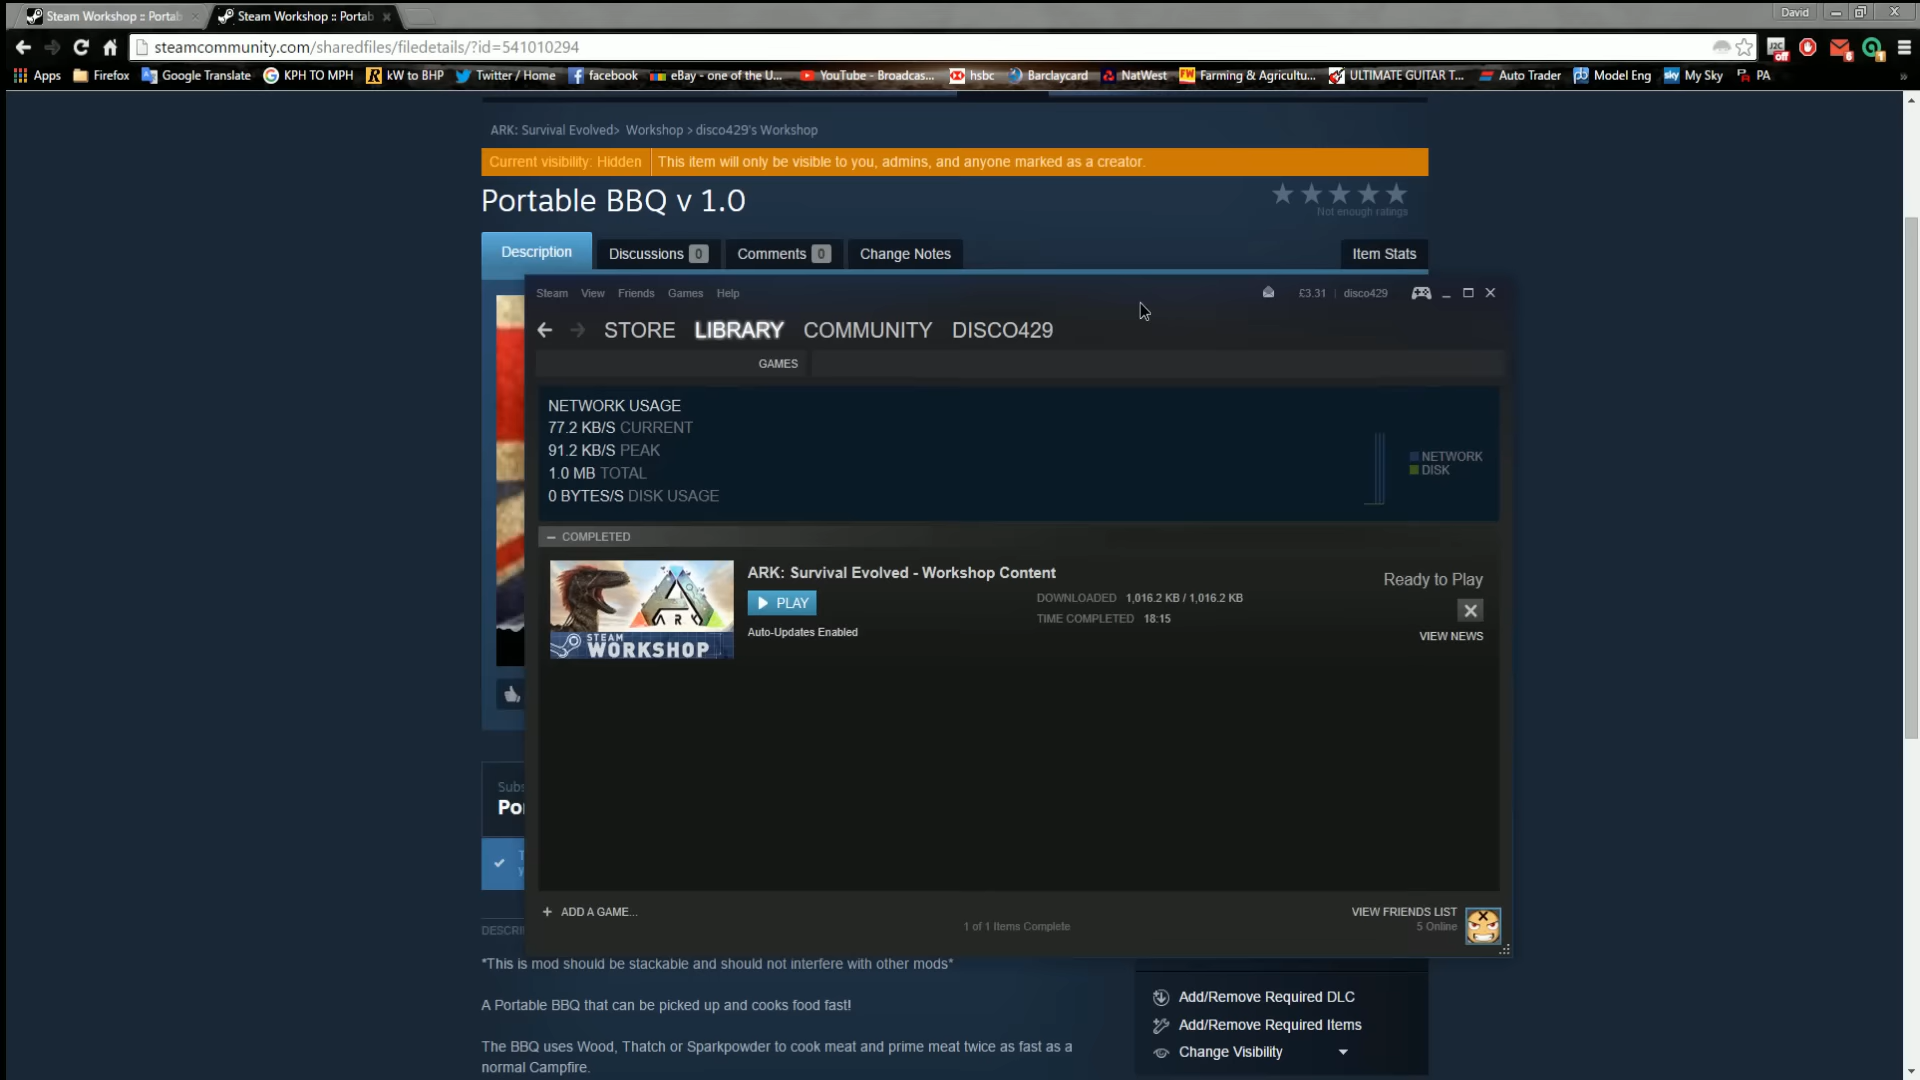 Steam Workshop :: Portab
Steam Workshop :: Portab
David
steamcommunity.com/sharedfiles/filedetails/?id=541010294
Apps Firefox Google Translate KPH TO MPH kW to BHP Twitter / Home facebook eBay - one of the U... YouTube - Broadcas... hsbc Barclaycard NatWest Farming & Agricultu... ULTIMATE GUITAR T... Auto Trader Model Eng My Sky PA
ARK: Survival Evolved> Workshop > disco429's Workshop
Current visibility: Hidden This item will only be visible to you, admins, and anyone marked as a creator.
Portable BBQ v 1.0
Not enough ratings
Description Discussions 0 Comments 0 Change Notes Item Stats
Steam View Friends Games Help £3.31 disco429
STORE LIBRARY COMMUNITY DISCO429
GAMES
NETWORK USAGE
77.2 KB/S CURRENT
91.2 KB/S PEAK
1.0 MB TOTAL
0 BYTES/S DISK USAGE
NETWORK
DISK
COMPLETED
ARK: Survival Evolved - Workshop Content
Ready to Play
PLAY
DOWNLOADED 1,016.2 KB / 1,016.2 KB
TIME COMPLETED 18:15
Auto-Updates Enabled
VIEW NEWS
ARK
STEAM
WORKSHOP
Subs
Po
ADD A GAME...
1 of 1 Items Complete
VIEW FRIENDS LIST
5 Online
DESCRI
*This is mod should be stackable and should not interfere with other mods*
A Portable BBQ that can be picked up and cooks food fast!
The BBQ uses Wood, Thatch or Sparkpowder to cook meat and prime meat twice as fast as a
normal Campfire.
Add/Remove Required DLC
Add/Remove Required Items
Change Visibility